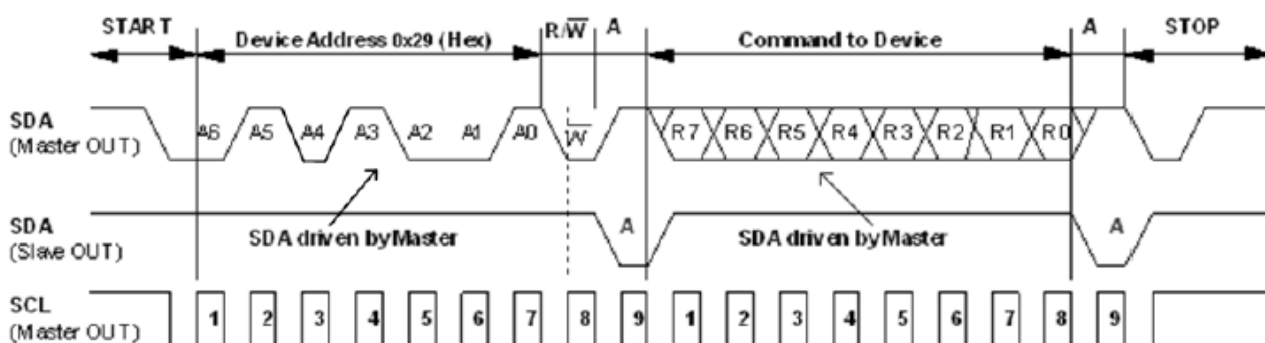 START Device Address 0x29 (Hex) R/W̅ A Command to Device A STOP
SDA (Master OUT) A6 A5 A4 A3 A2 A1 A0 W̅ R7 R6 R5 R4 R3 R2 R1 R0
SDA driven by Master SDA driven by Master
SDA (Slave OUT) A A
SCL (Master OUT) 1 2 3 4 5 6 7 8 9 1 2 3 4 5 6 7 8 9